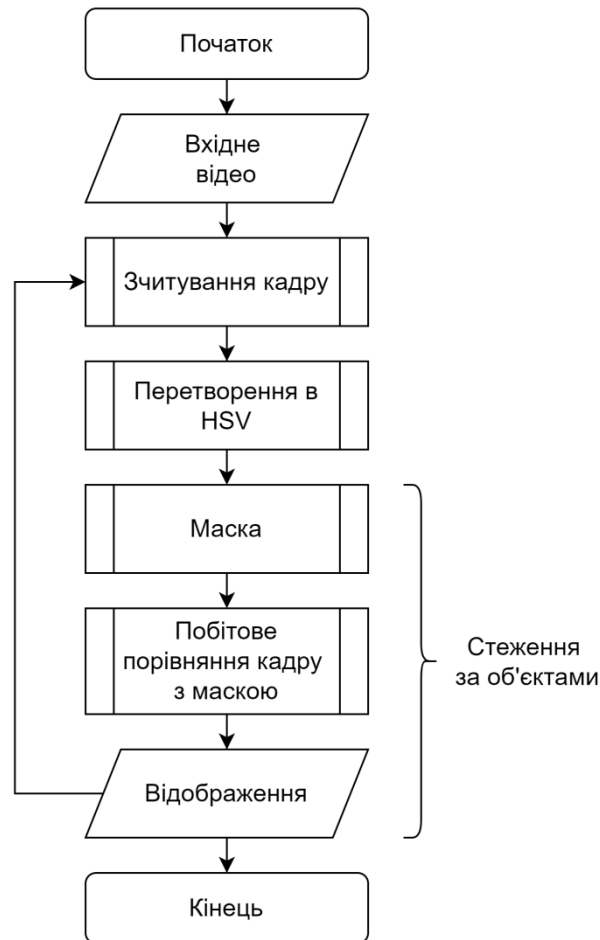 Початок
Вхідне
відео
Зчитування кадру
Перетворення в
HSV
Маска
Побітове
порівняння кадру
з маскою
Стеження
за об'єктами
Відображення
Кінець